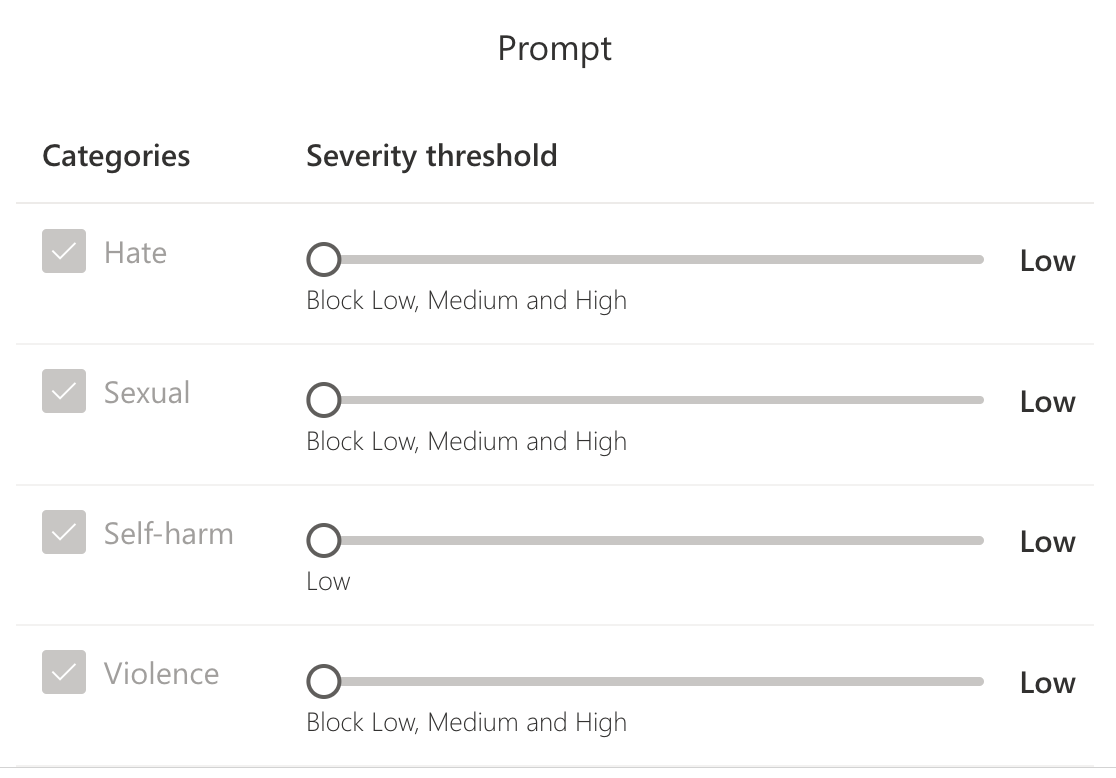 Prompt
Categories Severity threshold
Hate Low
Block Low, Medium and High
Sexual Low
Block Low, Medium and High
Self-harm Low
Low
Violence Low
Block Low, Medium and High